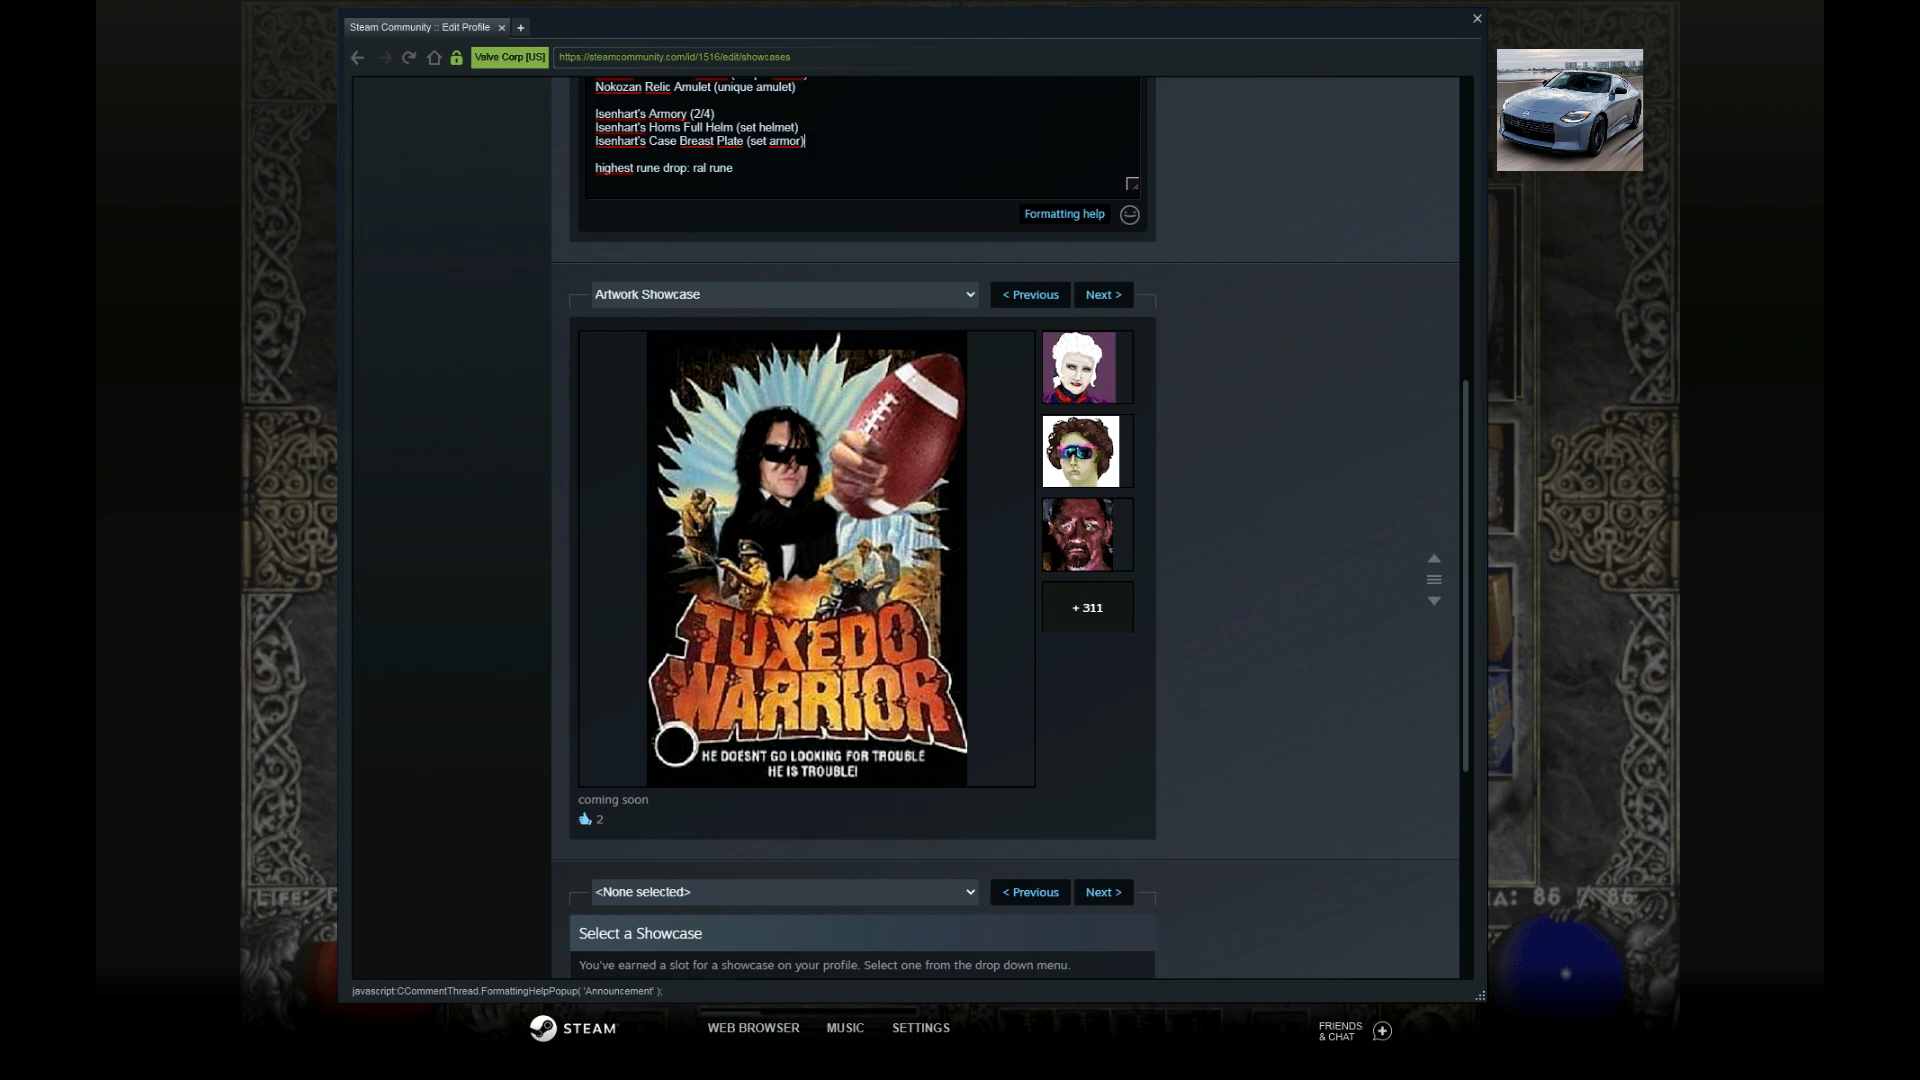 Steam Community :: Edit Profile
Valve Corp [US]
https://steamcommunity.com/id/1516/edit/showcases
Nokozan Relic Amulet (unique amulet)
Isenhart's Armory (2/4)
Isenhart's Horns Full Helm (set helmet)
Isenhart's Case Breast Plate (set armor)
highest rune drop: ral rune
Formatting help
Artwork Showcase
< Previous
Next >
TUXEDO
WARRIOR
HE DOESNT GO LOOKING FOR TROUBLE
HE IS TROUBLE!
+ 311
coming soon
2
<None selected>
< Previous
Next >
Select a Showcase
You've earned a slot for a showcase on your profile. Select one from the drop down menu.
LIFE:
A: 86 / 86
javascript:CCommentThread.FormattingHelpPopup( 'Announcement' );
STEAM
WEB BROWSER
MUSIC
SETTINGS
FRIENDS
& CHAT